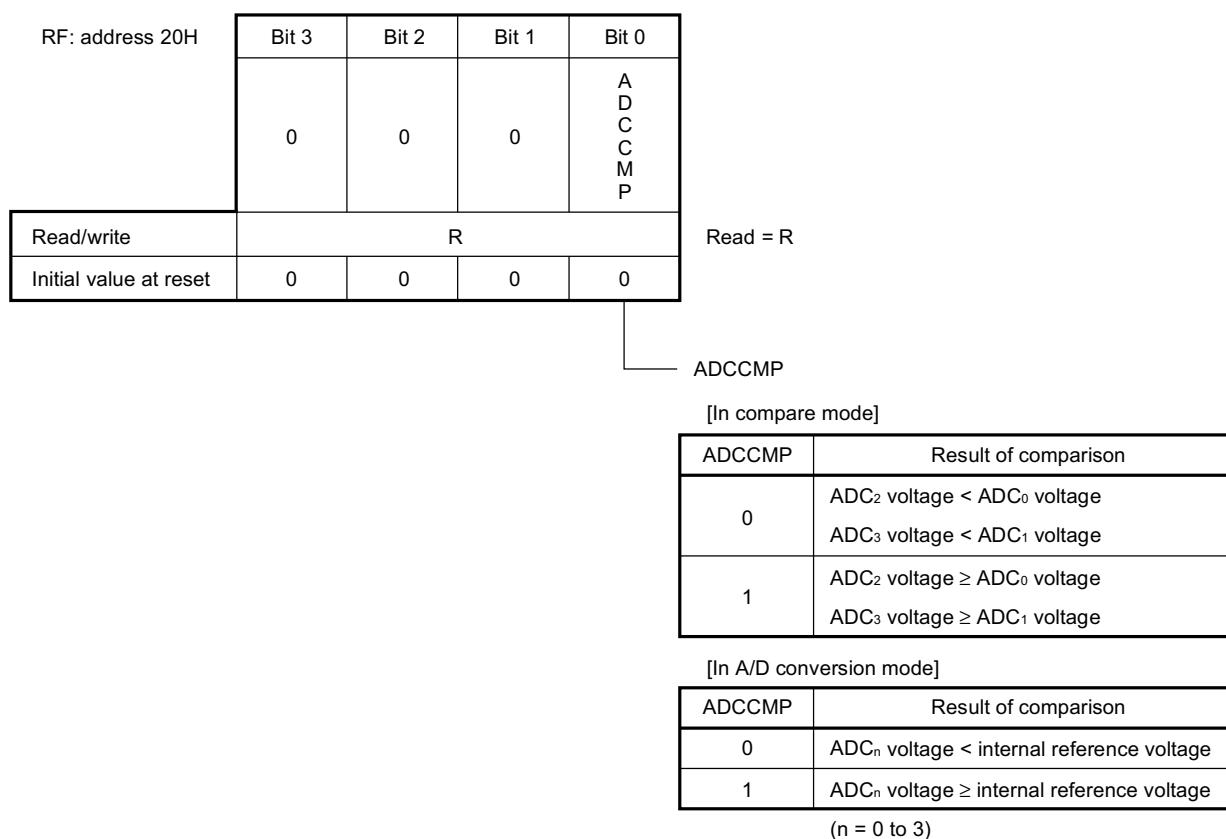 RF: address 20H Bit 3 Bit 2 Bit 1 Bit 0
0 0 0 ADCCMP
Read/write R Read = R
Initial value at reset 0 0 0 0
ADCCMP
[In compare mode]
ADCCMP Result of comparison
0 ADC₂ voltage < ADC₀ voltage
ADC₃ voltage < ADC₁ voltage
1 ADC₂ voltage ≥ ADC₀ voltage
ADC₃ voltage ≥ ADC₁ voltage
[In A/D conversion mode]
ADCCMP Result of comparison
0 ADCₙ voltage < internal reference voltage
1 ADCₙ voltage ≥ internal reference voltage
(n = 0 to 3)